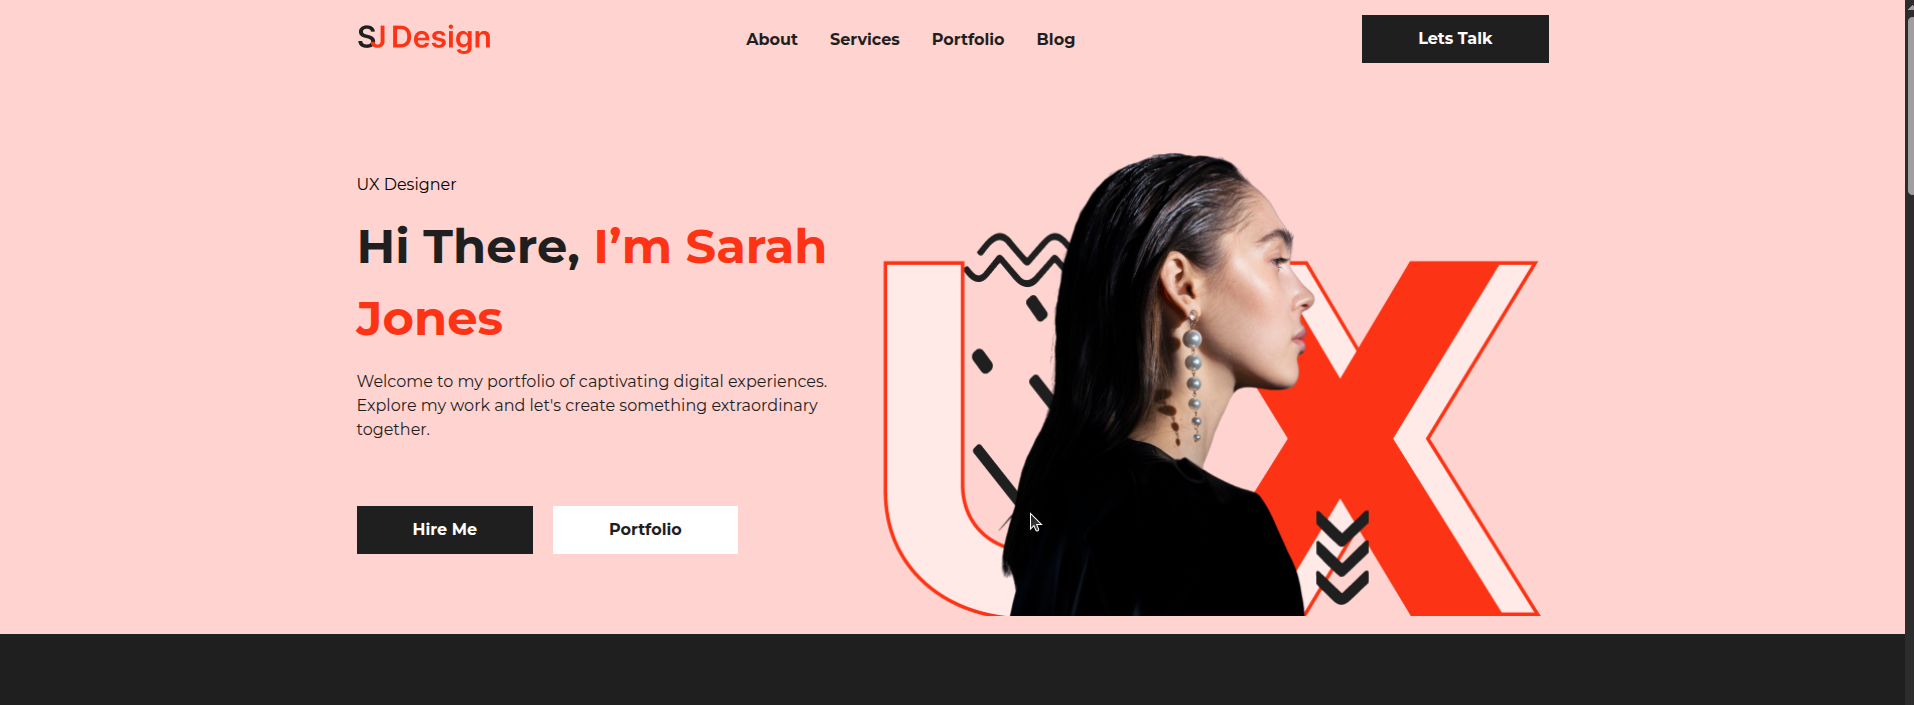 SJ Design
About Services Portfolio Blog
Lets Talk
UX Designer
Hi There, I’m Sarah
Jones
Welcome to my portfolio of captivating digital experiences.
Explore my work and let's create something extraordinary
together.
Hire Me
Portfolio
UX